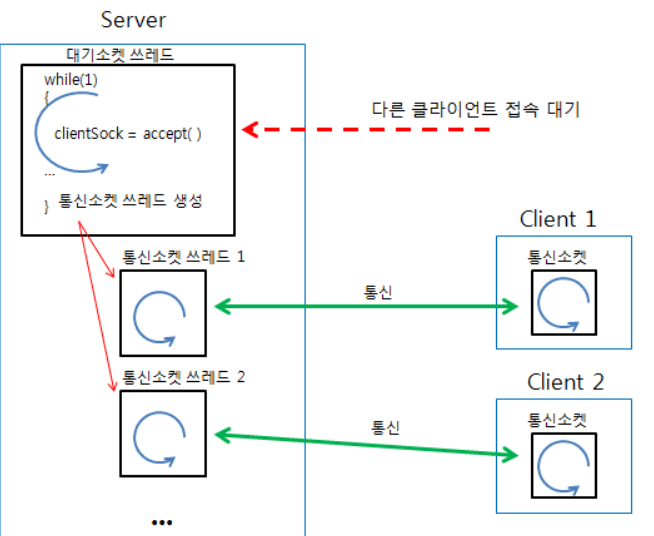 Server
대기소켓 쓰레드
while(1)
{
clientSock = accept( )
...
통신소켓 쓰레드 생성
}
다른 클라이언트 접속 대기
통신소켓 쓰레드 1
통신
Client 1
통신소켓
통신소켓 쓰레드 2
통신
Client 2
통신소켓
...